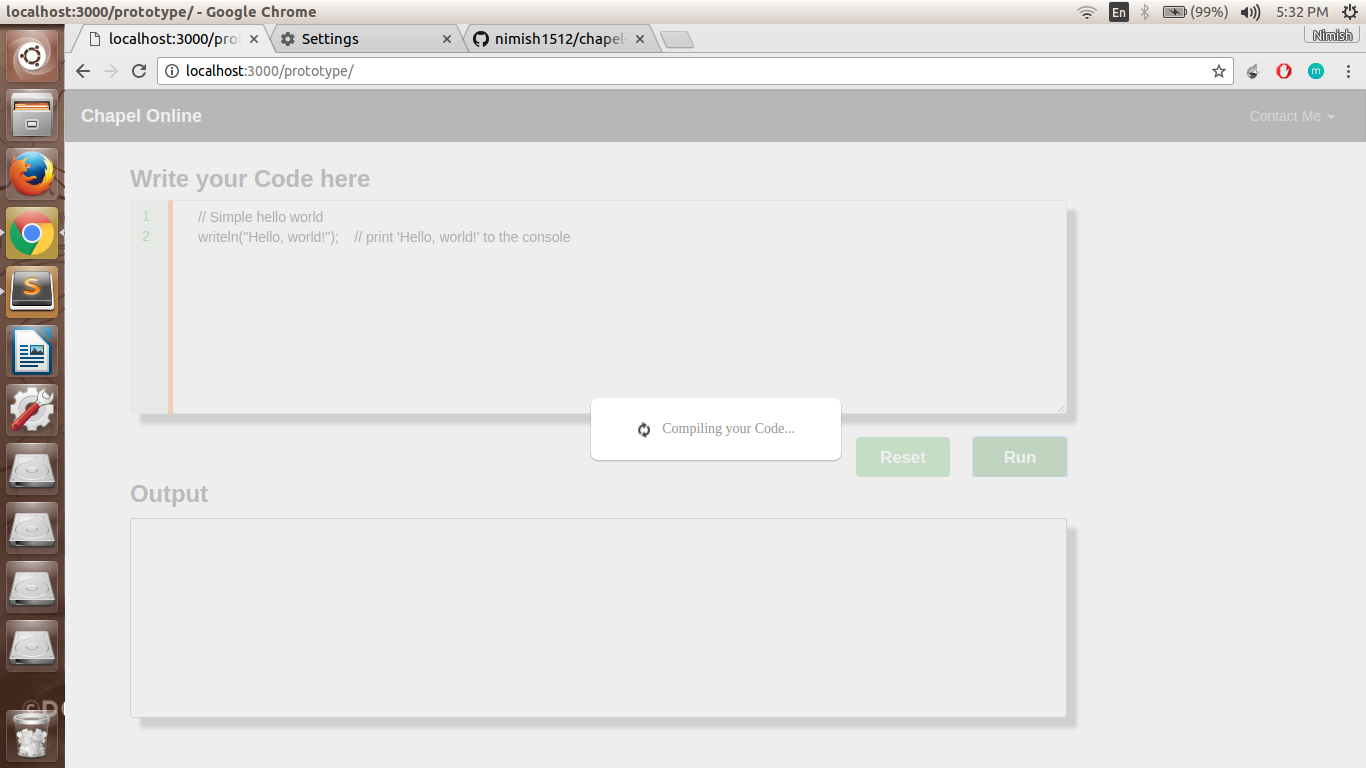 localhost:3000/prototype/ - Google Chrome
En (99%) 5:32 PM
localhost:3000/pro Settings nimish1512/chapel Nimish
localhost:3000/prototype/ m
Chapel Online Contact Me
Write your Code here
1 // Simple hello world
2 writeln("Hello, world!"); // print 'Hello, world!' to the console
Compiling your Code...
Reset Run
Output